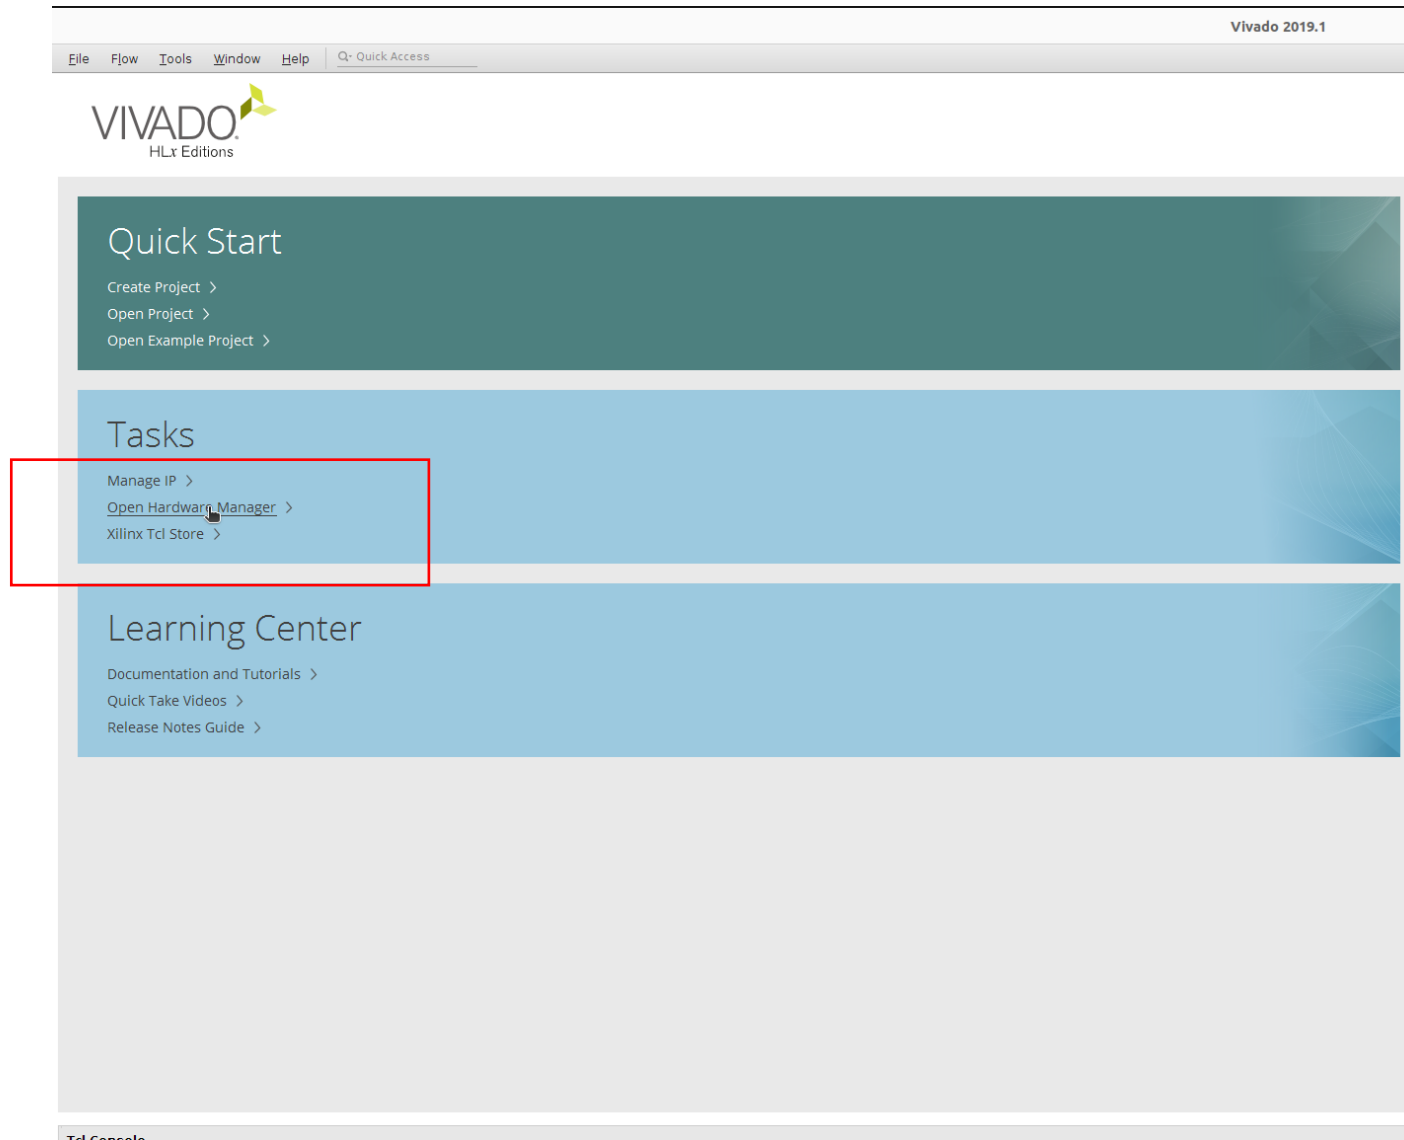 Vivado 2019.1
File Flow Tools Window Help Quick Access
VIVADO.
HLx Editions
Quick Start
Create Project >
Open Project >
Open Example Project >
Tasks
Manage IP >
Open Hardware Manager >
Xilinx Tcl Store >
Learning Center
Documentation and Tutorials >
Quick Take Videos >
Release Notes Guide >
Tcl Console